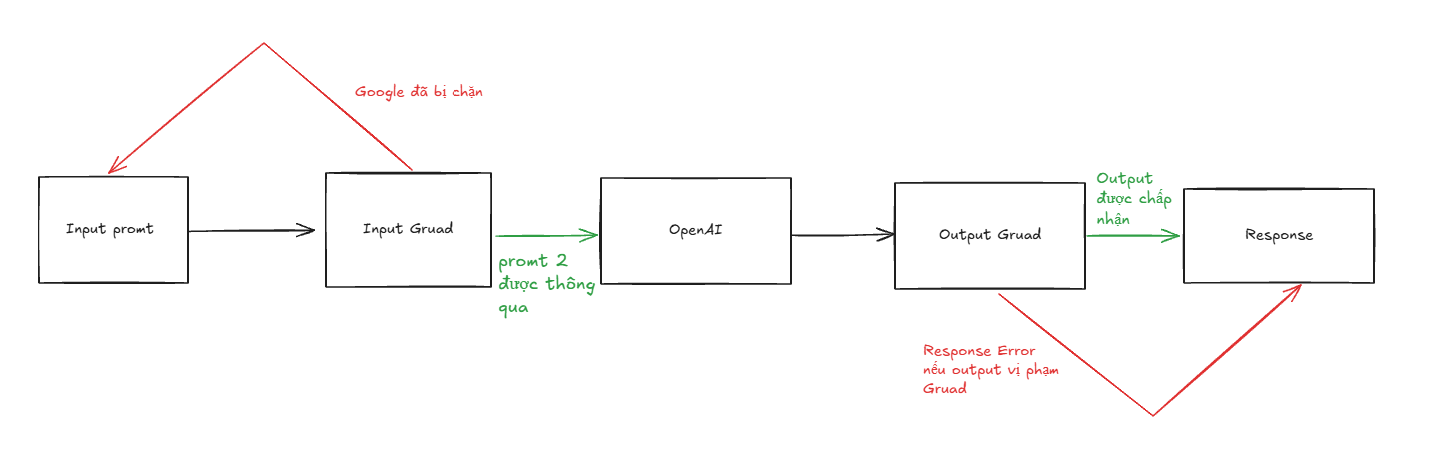 Google đã bị chặn
Input promt
Input Gruad
promt 2
được thông
qua
OpenAI
Output Gruad
Output
được chấp
nhận
Response
Response Error
nếu output vị phạm
Gruad